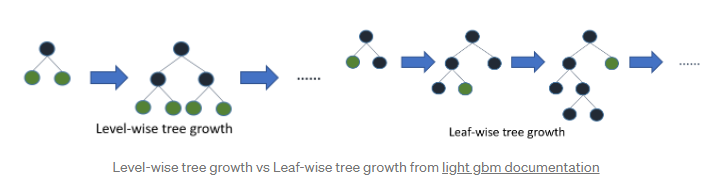 ......
......
Level-wise tree growth
Leaf-wise tree growth
Level-wise tree growth vs Leaf-wise tree growth from light gbm documentation